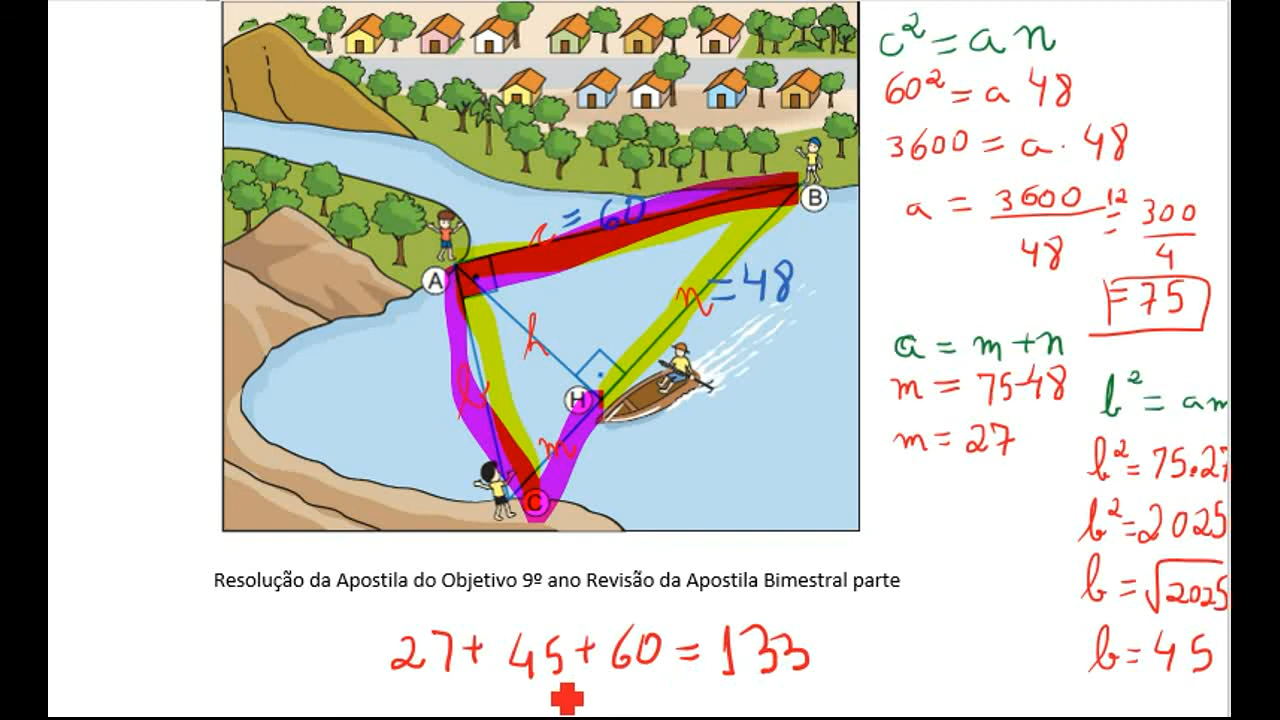 c² = a n
60² = a 48
3600 = a · 48
a = 3600 / 48 12 = 300 / 4
= 75
a = m + n
m = 75-48
m = 27
b² = am
b² = 75.27
b² = 2025
b = √2025
b = 45
c = 60
B
A
n = 48
h
H
b
m
C
Resolução da Apostila do Objetivo 9º ano Revisão da Apostila Bimestral parte
27 + 45 + 60 = 133